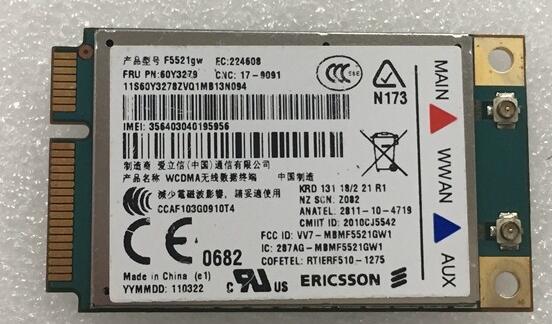 产品型号 F5521gw EC:224608
FRU PN:60Y3279 CNC: 17-9091
11S60Y3278ZVQ1MB13N094
IMEI: 356403040195956
制造商 爱立信(中国)通信有限公司
产品名称 WCDMA无线数据终端 中国制造
減少電磁波影響，請妥適使用
CCAF103G0910T4
CE 0682
Made in China (e1)
YYMMDD: 110322
c RU US
N173
KRD 131 18/2 21 R1
NZ SCN: Z082
ANATEL: 2811-10-4719
CMIIT ID: 2010CJ5542
FCC ID: VV7-MBMF5521GW1
IC: 287AG-MBMF5521GW1
COFETEL: RTIERF510-1275
ERICSSON
MAIN
WWAN
AUX